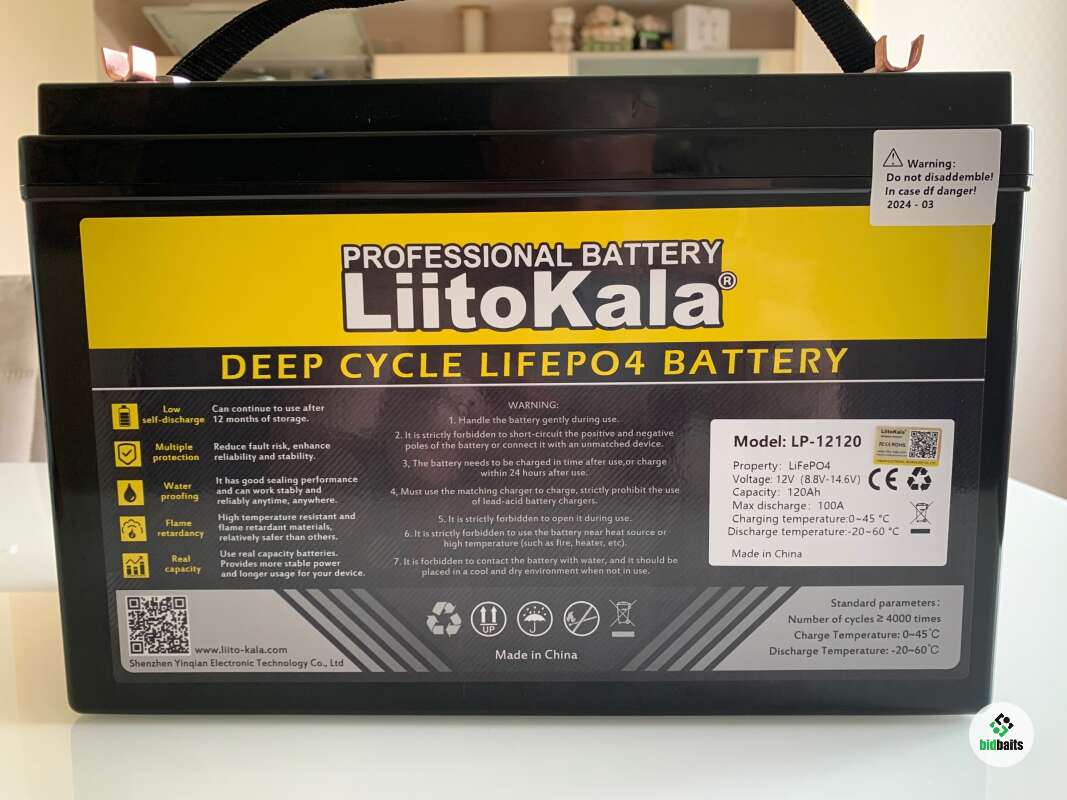 Warning:
Do not disaddemble!
In case df danger!
2024 - 03
PROFESSIONAL BATTERY
LiitoKala®
DEEP CYCLE LIFEPO4 BATTERY
Low
self-discharge
Can continue to use after
12 months of storage.
Multiple
protection
Reduce fault risk, enhance
reliability and stability.
Water
proofing
It has good sealing performance
and can work stably and
reliably anytime, anywhere.
Flame
retardancy
High temperature resistant and
flame retardant materials,
relatively safer than others.
Real
capacity
Use real capacity batteries.
Provides more stable power
and longer usage for your device.
WARNING:
1. Handle the battery gently during use.
2. It is strictly forbidden to short-circuit the positive and negative
poles of the battery or connect it with an unmatched device.
3, The battery needs to be charged in time after use,or charge
within 24 hours after use.
4, Must use the matching charger to charge, strictly prohibit the use
of lead-acid battery chargers.
5. It is strictly forbidden to open it during use.
6. It is strictly forbidden to use the battery near heat source or
high temperature (such as fire, heater, etc).
7. It is forbidden to contact the battery with water, and it should be
placed in a cool and dry environment when not in use.
Model: LP-12120
LiitoKala
Property: LiFePO4
Voltage: 12V (8.8V-14.6V)
Capacity: 120Ah
Max discharge: 100A
Charging temperature:0~45 °C
Discharge temperature:-20~60 °C
Made in China
CE
www.liito-kala.com
Shenzhen Yinqian Electronic Technology Co., Ltd
UP
Made in China
Standard parameters:
Number of cycles ≥ 4000 times
Charge Temperature: 0~45℃
Discharge Temperature: -20~60℃
bidbaits